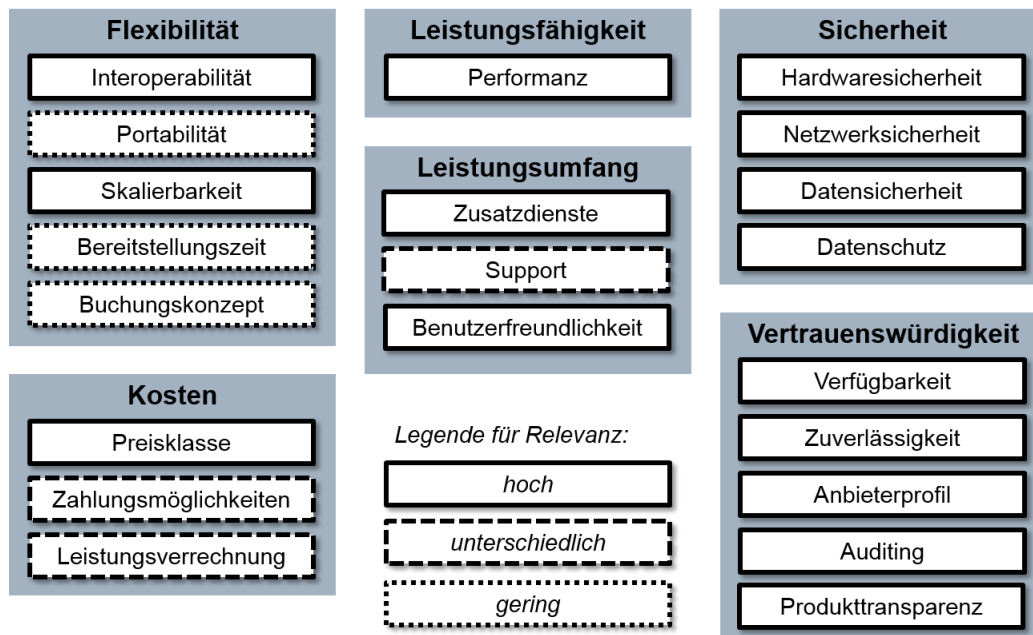 Flexibilität
Interoperabilität
Portabilität
Skalierbarkeit
Bereitstellungszeit
Buchungskonzept
Kosten
Preisklasse
Zahlungsmöglichkeiten
Leistungsverrechnung
Leistungsfähigkeit
Performanz
Leistungsumfang
Zusatzdienste
Support
Benutzerfreundlichkeit
Legende für Relevanz:
hoch
unterschiedlich
gering
Sicherheit
Hardwaresicherheit
Netzwerksicherheit
Datensicherheit
Datenschutz
Vertrauenswürdigkeit
Verfügbarkeit
Zuverlässigkeit
Anbieterprofil
Auditing
Produkttransparenz